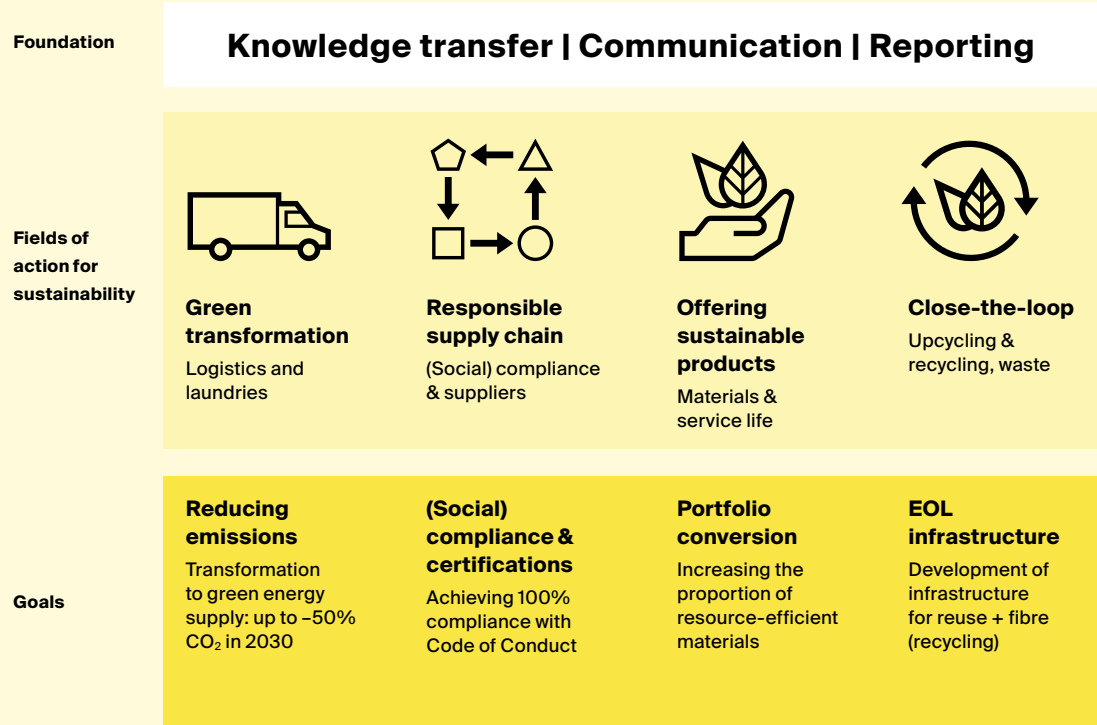 Foundation
Knowledge transfer | Communication | Reporting
Fields of
action for
sustainability
Green
transformation
Logistics and
laundries
Responsible
supply chain
(Social) compliance
& suppliers
Offering
sustainable
products
Materials &
service life
Close-the-loop
Upcycling &
recycling, waste
Goals
Reducing
emissions
Transformation
to green energy
supply: up to –50%
CO₂ in 2030
(Social)
compliance &
certifications
Achieving 100%
compliance with
Code of Conduct
Portfolio
conversion
Increasing the
proportion of
resource-efficient
materials
EOL
infrastructure
Development of
infrastructure
for reuse + fibre
(recycling)